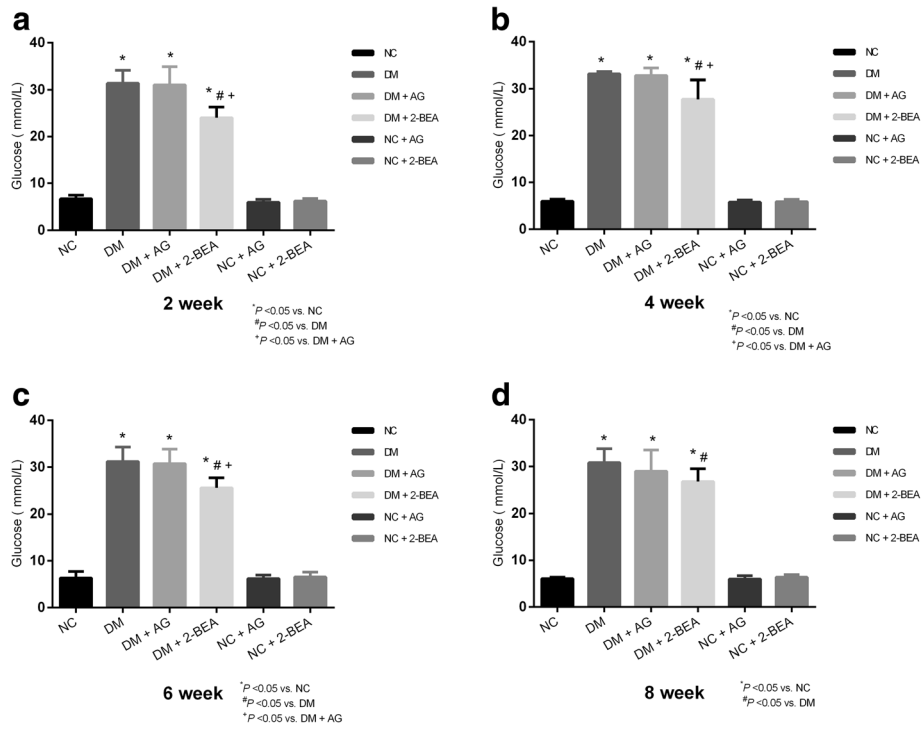 a
Glucose ( mmol/L)
40
30
20
10
0
* * * # +
NC DM DM + AG DM + 2-BEA NC + AG NC + 2-BEA
NC
DM
DM + AG
DM + 2-BEA
NC + AG
NC + 2-BEA
2 week
*P <0.05 vs. NC
#P <0.05 vs. DM
+P <0.05 vs. DM + AG
b
Glucose ( mmol/L)
40
30
20
10
0
* * * # +
NC DM DM + AG DM + 2-BEA NC + AG NC + 2-BEA
NC
DM
DM + AG
DM + 2-BEA
NC + AG
NC + 2-BEA
4 week
*P <0.05 vs. NC
#P <0.05 vs. DM
+P <0.05 vs. DM + AG
c
Glucose ( mmol/L)
40
30
20
10
0
* * * # +
NC DM DM + AG DM + 2-BEA NC + AG NC + 2-BEA
NC
DM
DM + AG
DM + 2-BEA
NC + AG
NC + 2-BEA
6 week
*P <0.05 vs. NC
#P <0.05 vs. DM
+P <0.05 vs. DM + AG
d
Glucose ( mmol/L)
40
30
20
10
0
* * * #
NC DM DM + AG DM + 2-BEA NC + AG NC + 2-BEA
NC
DM
DM + AG
DM + 2-BEA
NC + AG
NC + 2-BEA
8 week
*P <0.05 vs. NC
#P <0.05 vs. DM